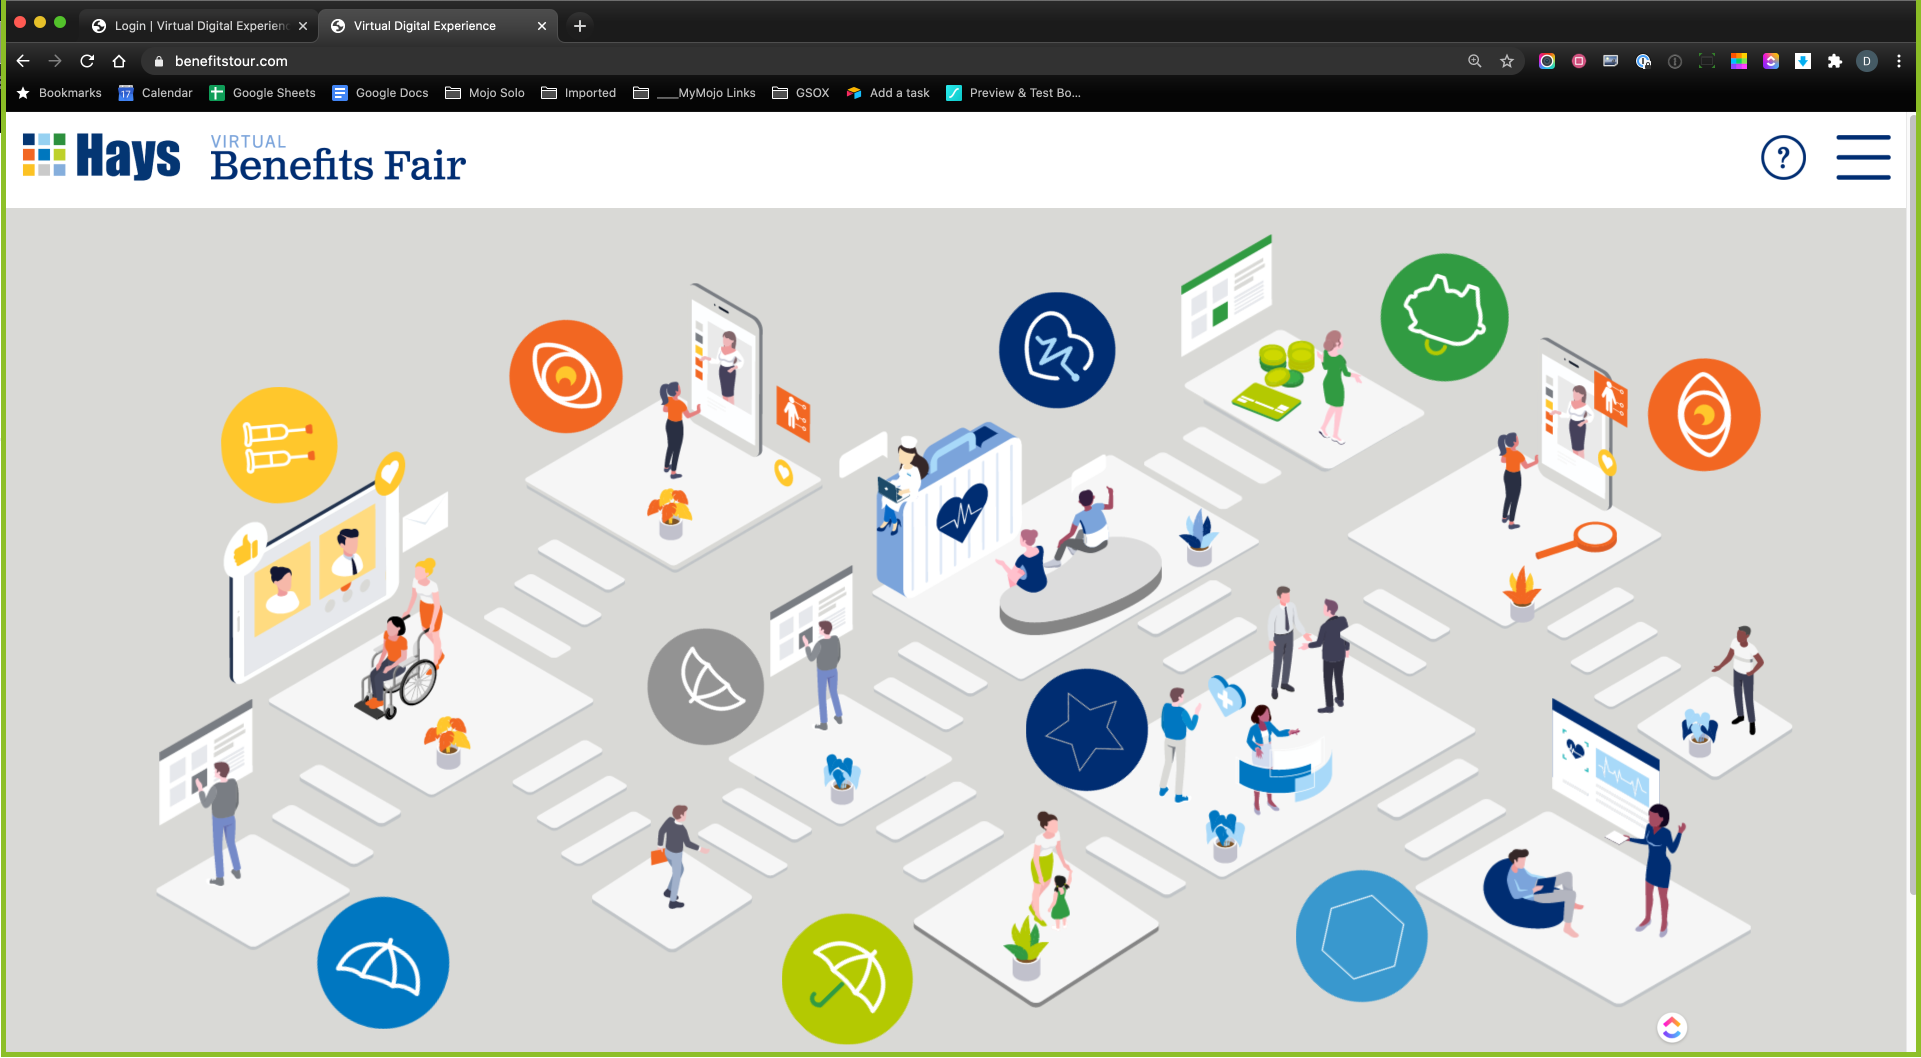 Login | Virtual Digital Experien
Virtual Digital Experience
benefitstour.com
D
Bookmarks
17
Calendar
Google Sheets
Google Docs
Mojo Solo
Imported
___MyMojo Links
GSOX
Add a task
Preview & Test Bo...
Hays
VIRTUAL
Benefits Fair
?